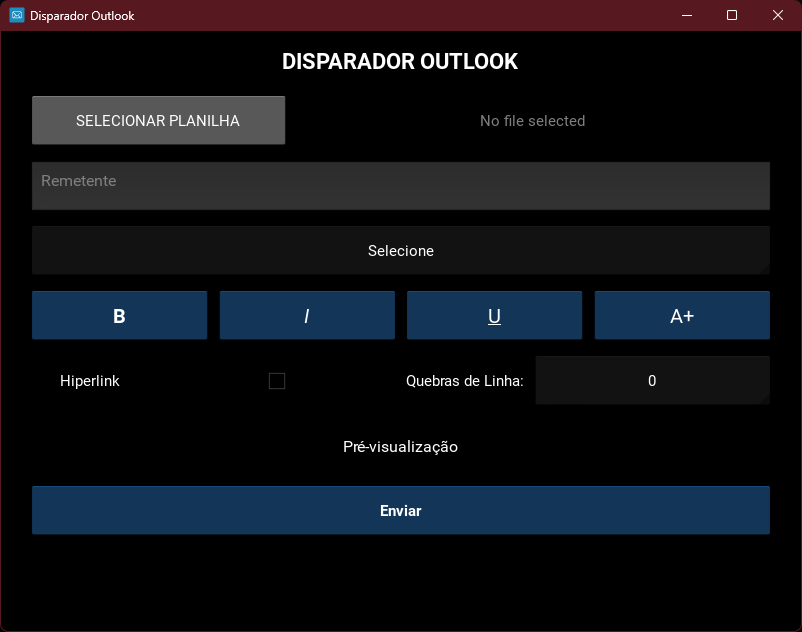 Disparador Outlook
DISPARADOR OUTLOOK
SELECIONAR PLANILHA
No file selected
Remetente
Selecione
B
I
U
A+
Hiperlink
Quebras de Linha:
0
Pré-visualização
Enviar